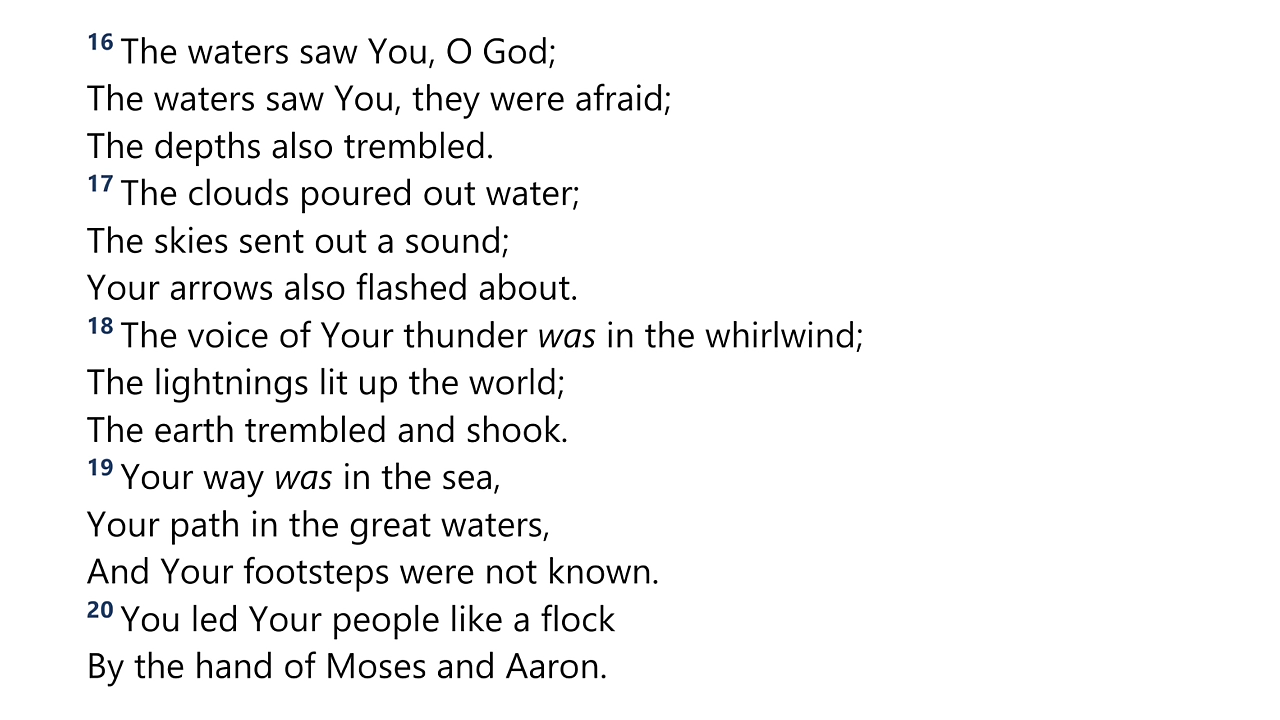 16 The waters saw You, O God;
The waters saw You, they were afraid;
The depths also trembled.
17 The clouds poured out water;
The skies sent out a sound;
Your arrows also flashed about.
18 The voice of Your thunder was in the whirlwind;
The lightnings lit up the world;
The earth trembled and shook.
19 Your way was in the sea,
Your path in the great waters,
And Your footsteps were not known.
20 You led Your people like a flock
By the hand of Moses and Aaron.